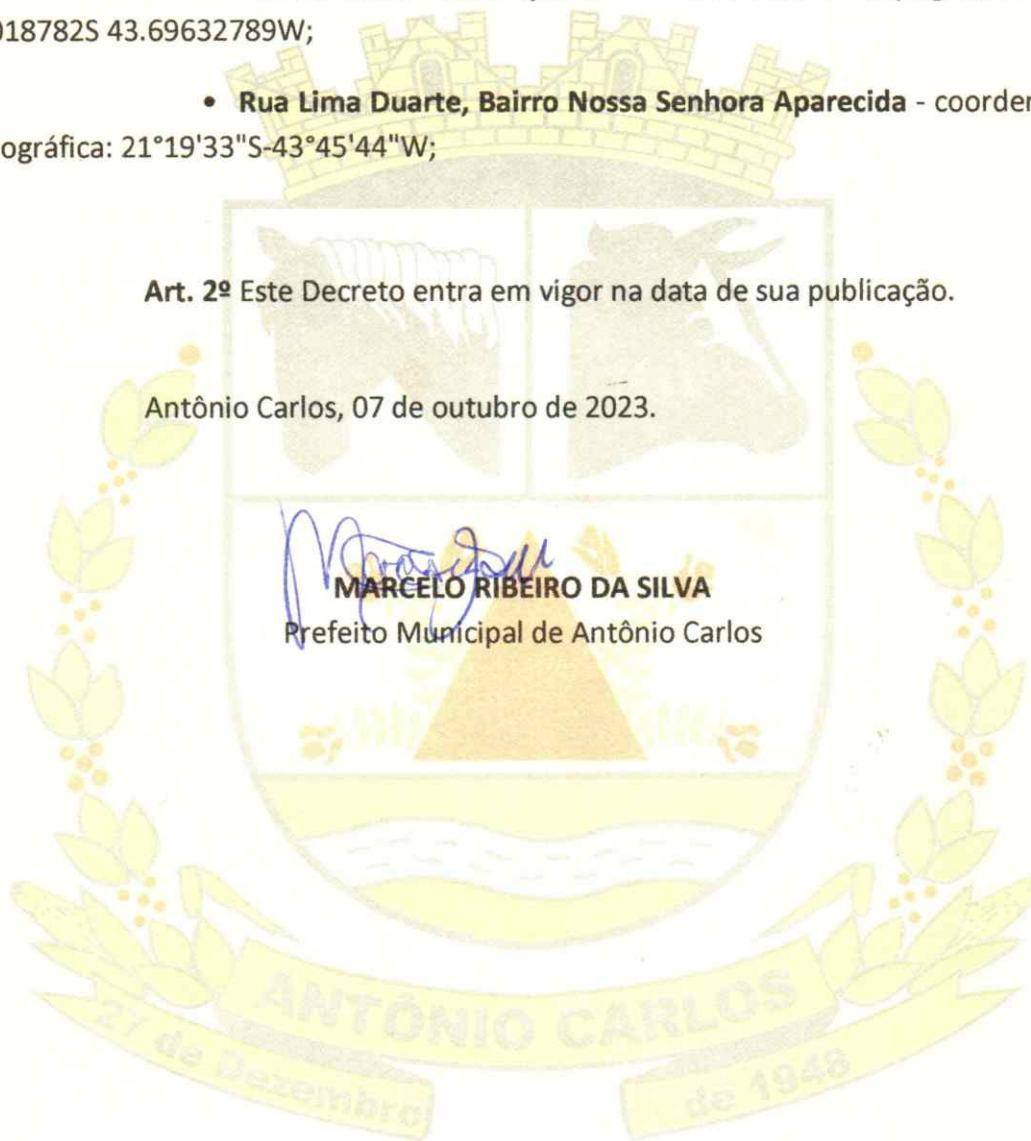 018782S 43.69632789W;
• Rua Lima Duarte, Bairro Nossa Senhora Aparecida - coorden
ográfica: 21°19'33"S-43°45'44"W;
Art. 2º Este Decreto entra em vigor na data de sua publicação.
Antônio Carlos, 07 de outubro de 2023.
MARCELO RIBEIRO DA SILVA
Prefeito Municipal de Antônio Carlos
ANTÔNIO CARLOS
27 de Dezembro
de 1948